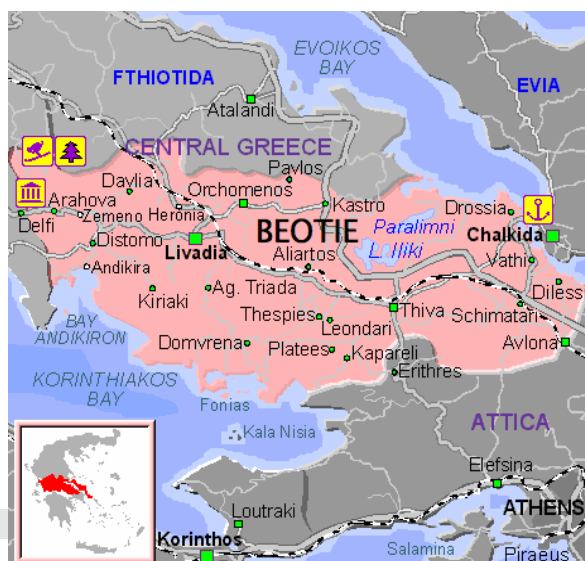 EVOIKOS
BAY
FTHIOTIDA
EVIA
Atalandi
CENTRAL GREECE
Pavlos
Davlia
Orchomenos
Arahova
Zemeno
Heronia
Kastro
Drossia
Delfi
BEOTIE
Paralimni
L. Iliki
Chalkida
Distomo
Livadia
Aliartos
Vathi
Andikira
Kiriaki
Ag. Triada
Diless
Thiva
Schimatari
Thespies
Leondari
BAY
ANDIKIRON
Domvrena
Platees
Kapareli
Avlona
Erithres
KORINTHIAKOS
BAY
Fonias
Kala Nisia
ATTICA
Elefsina
Loutraki
ATHENS
Korinthos
Salamina
Piraeus